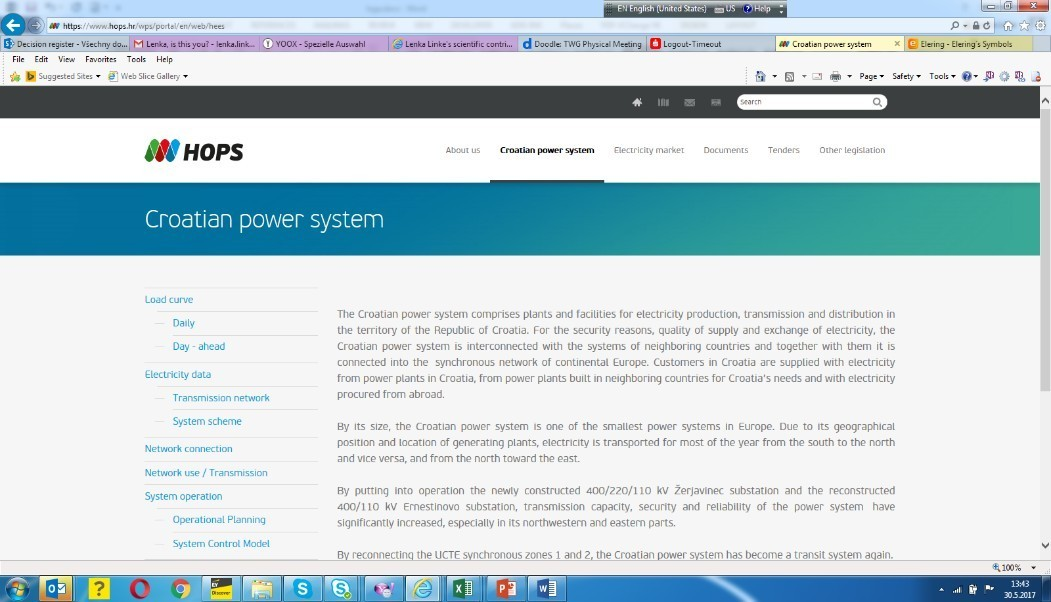 EN English (United States) US Help
https://www.hops.hr/wps/portal/en/web/hees
Decision register - Všechny do... Lenka, is this you? - lenka.link... YOOX - Spezielle Auswahl Lenka Linke's scientific contri... Doodle: TWG Physical Meeting Logout-Timeout Croatian power system Elering - Elering's Symbols
File Edit View Favorites Tools Help
Suggested Sites Web Slice Gallery Page Safety Tools
Search
HOPS
About us Croatian power system Electricity market Documents Tenders Other legislation
Croatian power system
Load curve
Daily
Day - ahead
Electricity data
Transmission network
System scheme
Network connection
Network use / Transmission
System operation
Operational Planning
System Control Model
The Croatian power system comprises plants and facilities for electricity production, transmission and distribution in
the territory of the Republic of Croatia. For the security reasons, quality of supply and exchange of electricity, the
Croatian power system is interconnected with the systems of neighboring countries and together with them it is
connected into the synchronous network of continental Europe. Customers in Croatia are supplied with electricity
from power plants in Croatia, from power plants built in neighboring countries for Croatia's needs and with electricity
procured from abroad.
By its size, the Croatian power system is one of the smallest power systems in Europe. Due to its geographical
position and location of generating plants, electricity is transported for most of the year from the south to the north
and vice versa, and from the north toward the east.
By putting into operation the newly constructed 400/220/110 kV Žerjavinec substation and the reconstructed
400/110 kV Ernestinovo substation, transmission capacity, security and reliability of the power system have
significantly increased, especially in its northwestern and eastern parts.
By reconnecting the UCTE synchronous zones 1 and 2, the Croatian power system has become a transit system again.
100%
EY
Discover
13:43
30.5.2017